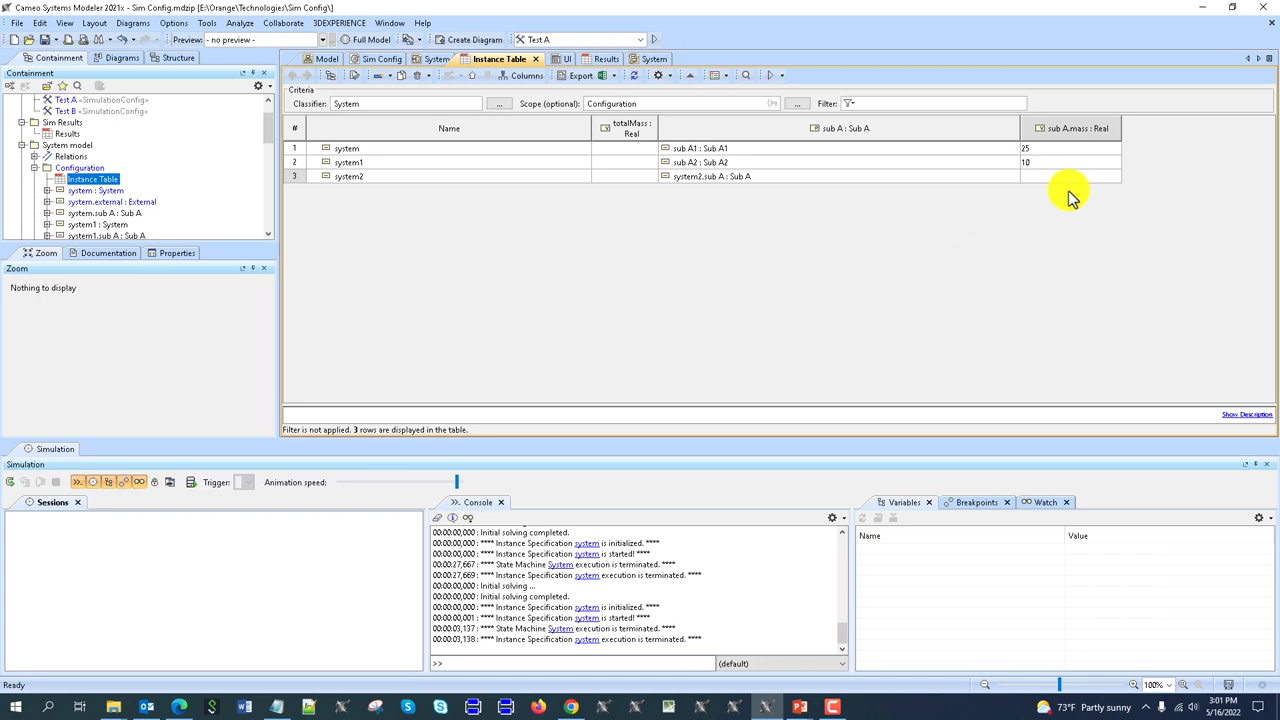 Cameo Systems Modeler 2021x - Sim Config.mdzip [E:\Orange\Technologies\Sim Config\]
File Edit View Layout Diagrams Options Tools Analyze Collaborate 3DEXPERIENCE Window Help
Preview: - no preview - Full Model Create Diagram Test A
Containment Diagrams Structure
Model Sim Config System Instance Table UI Results System
Containment
Columns Export
Criteria
Classifier: System ... Scope (optional): Configuration ... Filter:
Test A «SimulationConfig»
Test B «SimulationConfig»
Sim Results
Results
System model
Relations
Configuration
Instance Table
system : System
system.external : External
system.sub A : Sub A
system1 : System
system1.sub A : Sub A
# Name totalMass : Real sub A : Sub A sub A.mass : Real
1 system sub A1 : Sub A1 25
2 system1 sub A2 : Sub A2 10
3 system2 system2.sub A : Sub A
Zoom Documentation Properties
Zoom
Nothing to display
Show Description
Filter is not applied. 3 rows are displayed in the table.
Simulation
Simulation
Trigger: Animation speed:
Sessions Console Variables Breakpoints Watch
Name Value
00:00:00,000 : Initial solving completed.
00:00:00,000 : **** Instance Specification system is initialized. ****
00:00:00,000 : **** Instance Specification system is started! ****
00:00:27,667 : **** State Machine System execution is terminated. ****
00:00:27,669 : **** Instance Specification system execution is terminated. ****
00:00:00,000 : Initial solving ...
00:00:00,000 : Initial solving completed.
00:00:00,000 : **** Instance Specification system is initialized. ****
00:00:00,001 : **** Instance Specification system is started! ****
00:00:03,137 : **** State Machine System execution is terminated. ****
00:00:03,138 : **** Instance Specification system execution is terminated. ****
>> (default)
Ready 100%
73°F Partly sunny
3:01 PM
5/16/2022